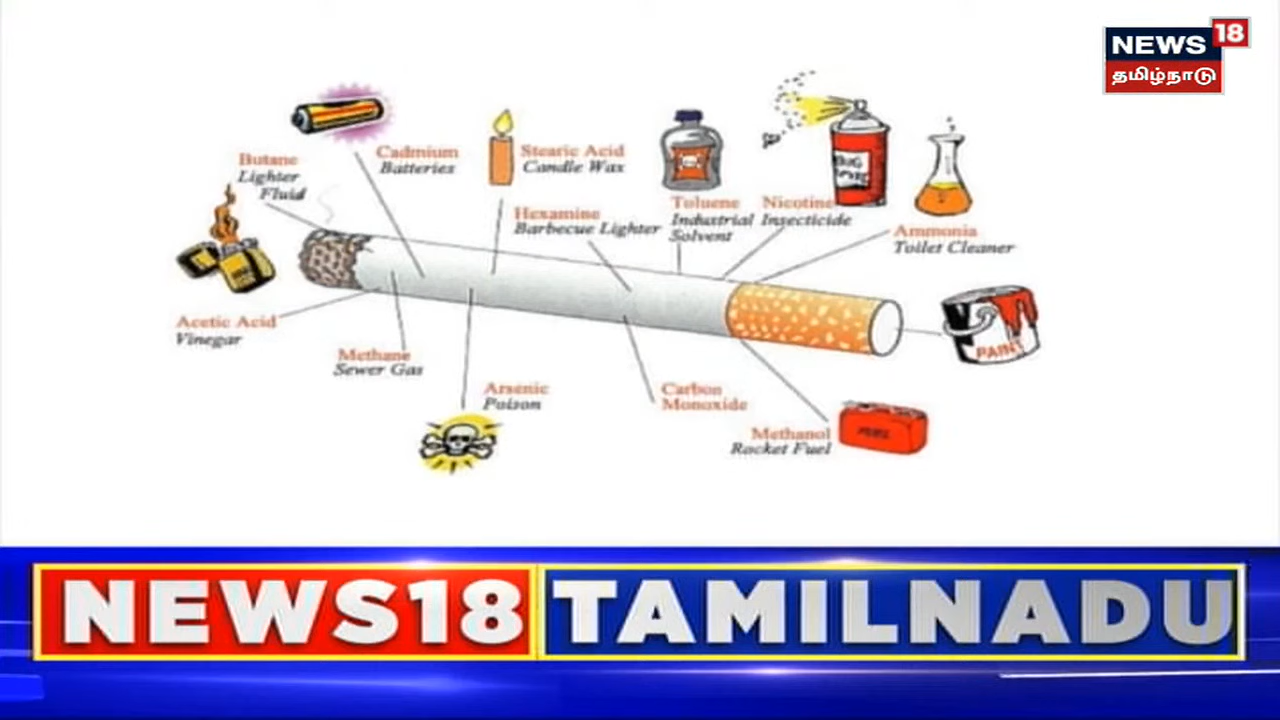 NEWS 18
தமிழ்நாடு
Butane
Lighter
Fluid
Cadmium
Batteries
Stearic Acid
Candle Wax
Hexamine
Barbecue Lighter
Toluene
Industrial
Solvent
Nicotine
Insecticide
BUG
SPRAY
Ammonia
Toilet Cleaner
PAINT
Acetic Acid
Vinegar
Methane
Sewer Gas
Arsenic
Poison
Carbon
Monoxide
Methanol
Rocket Fuel
NEWS18 TAMILNADU